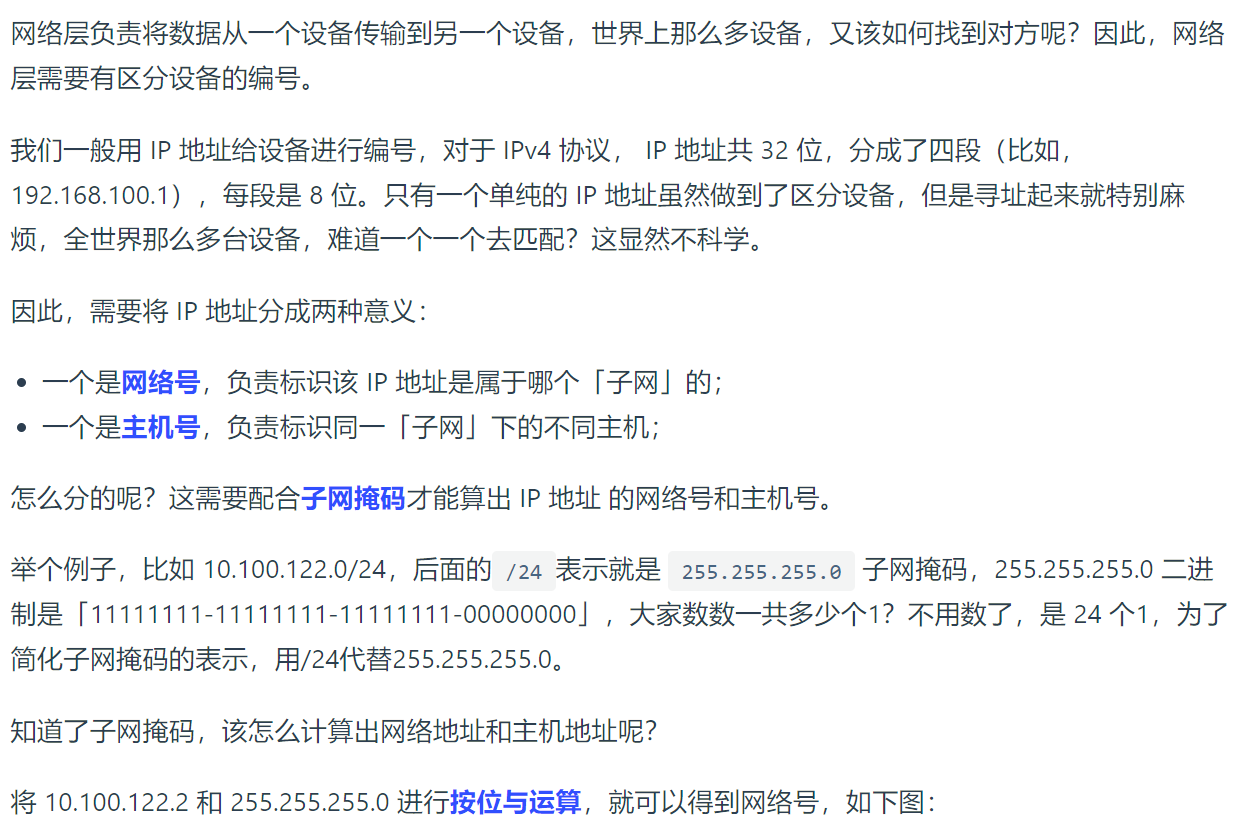 网络层负责将数据从一个设备传输到另一个设备，世界上那么多设备，又该如何找到对方呢？因此，网络
层需要有区分设备的编号。
我们一般用 IP 地址给设备进行编号，对于 IPv4 协议， IP 地址共 32 位，分成了四段（比如，
192.168.100.1），每段是 8 位。只有一个单纯的 IP 地址虽然做到了区分设备，但是寻址起来就特别麻
烦，全世界那么多台设备，难道一个一个去匹配？这显然不科学。
因此，需要将 IP 地址分成两种意义：
• 一个是网络号，负责标识该 IP 地址是属于哪个「子网」的；
• 一个是主机号，负责标识同一「子网」下的不同主机；
怎么分的呢？这需要配合子网掩码才能算出 IP 地址 的网络号和主机号。
举个例子，比如 10.100.122.0/24，后面的 /24 表示就是 255.255.255.0 子网掩码，255.255.255.0 二进
制是「11111111-11111111-11111111-00000000」，大家数数一共多少个1？不用数了，是 24 个1，为了
简化子网掩码的表示，用/24代替255.255.255.0。
知道了子网掩码，该怎么计算出网络地址和主机地址呢？
将 10.100.122.2 和 255.255.255.0 进行按位与运算，就可以得到网络号，如下图：